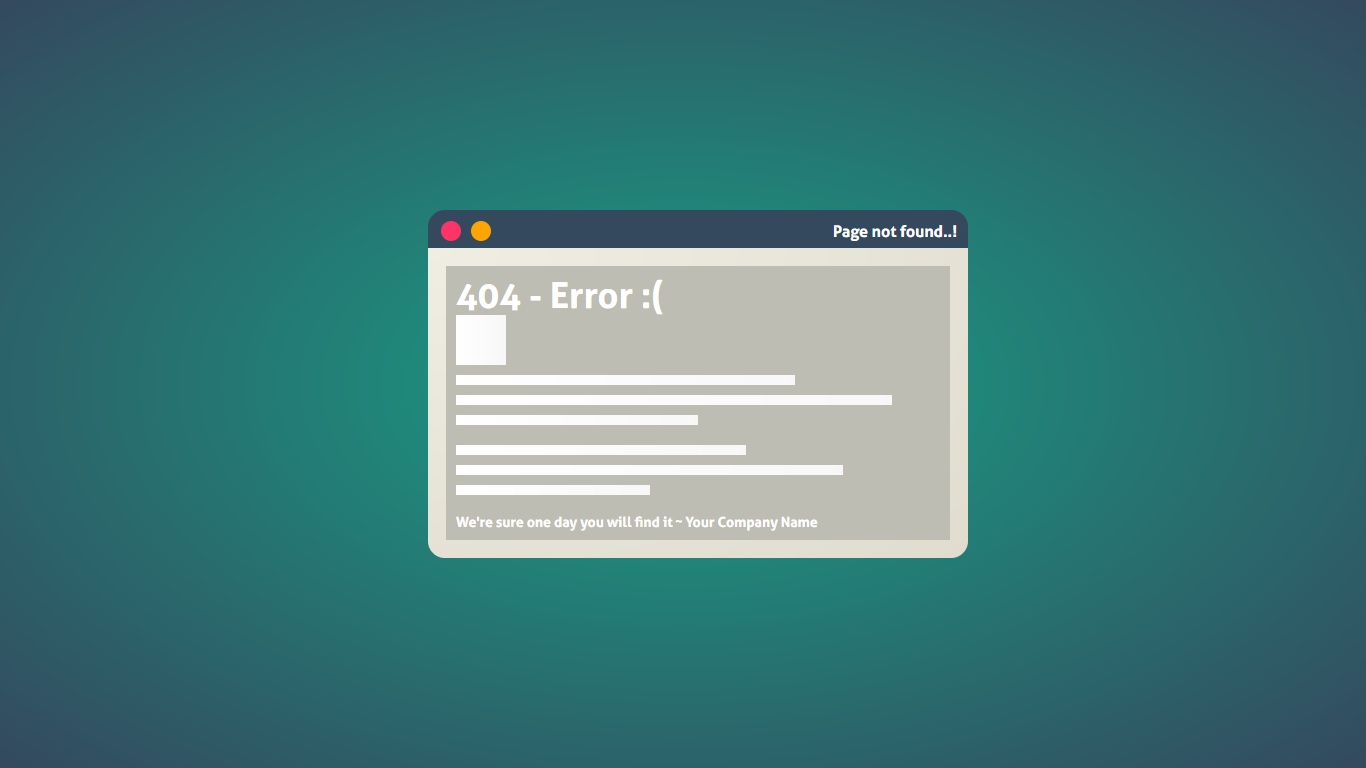 Page not found..!
404 - Error :(
We're sure one day you will find it ~ Your Company Name